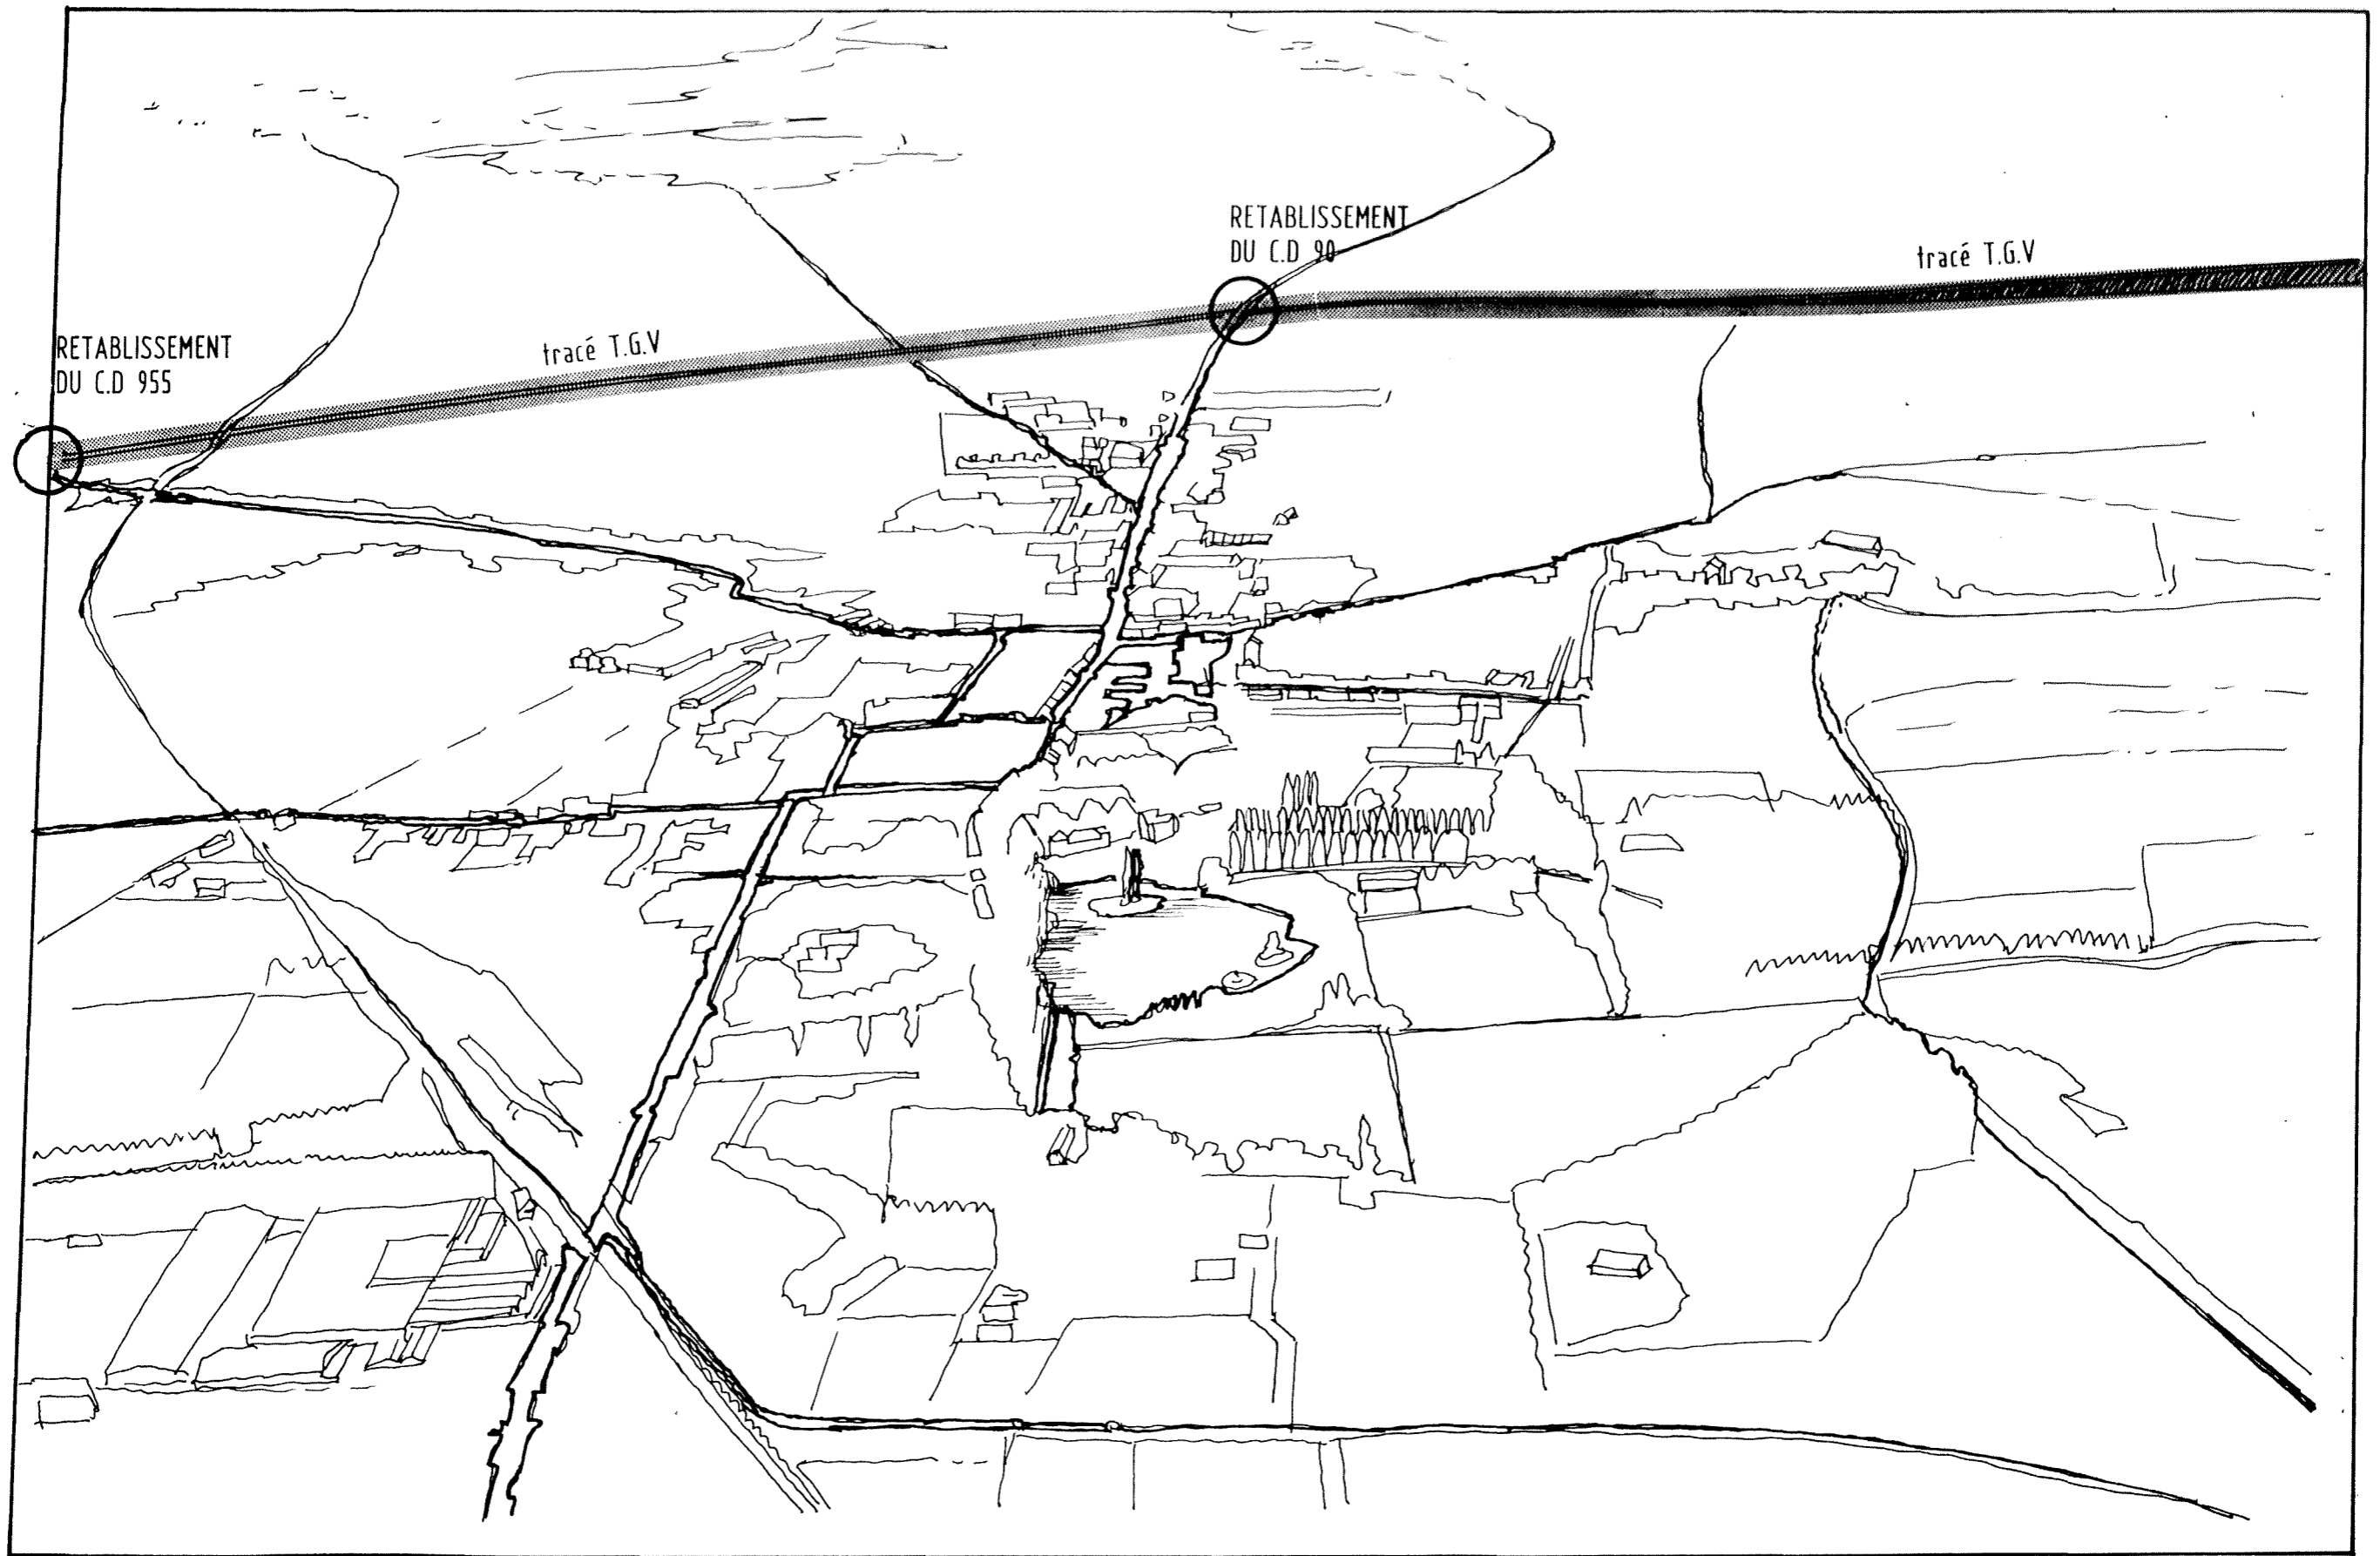 RETABLISSEMENT
DU C.D 90
tracé T.G.V
RETABLISSEMENT
DU C.D 955
tracé T.G.V